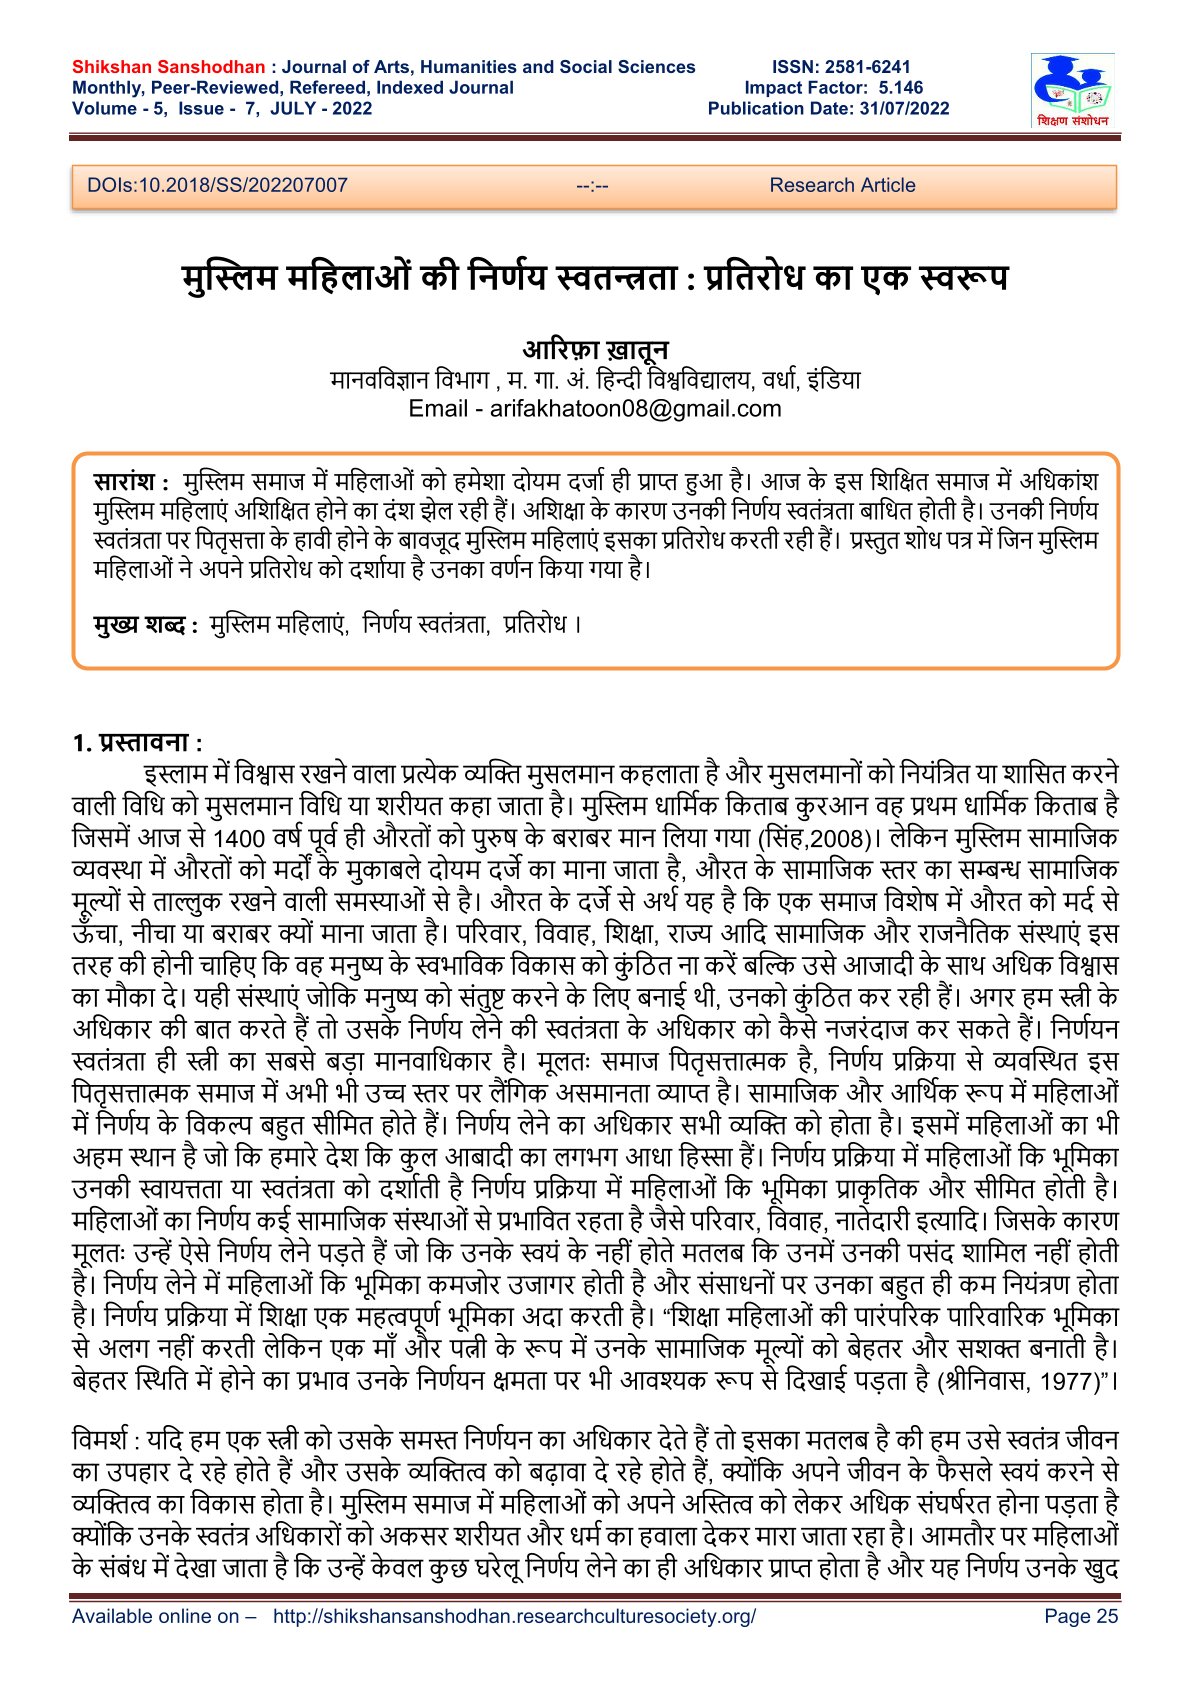 Shikshan Sanshodhan : Journal of Arts, Humanities and Social Sciences ISSN: 2581-6241
Monthly, Peer-Reviewed, Refereed, Indexed Journal Impact Factor: 5.146
Volume - 5, Issue - 7, JULY - 2022 Publication Date: 31/07/2022
शिक्षण संशोधन
DOIs:10.2018/SS/202207007 --:-- Research Article
मुस्लिम महिलाओं की निर्णय स्वतन्त्रता : प्रतिरोध का एक स्वरूप
आरिफ़ा ख़ातून
मानवविज्ञान विभाग , म. गा. अं. हिन्दी विश्वविद्यालय, वर्धा, इंडिया
Email - arifakhatoon08@gmail.com
सारांश : मुस्लिम समाज में महिलाओं को हमेशा दोयम दर्जा ही प्राप्त हुआ है। आज के इस शिक्षित समाज में अधिकांश
मुस्लिम महिलाएं अशिक्षित होने का दंश झेल रही हैं। अशिक्षा के कारण उनकी निर्णय स्वतंत्रता बाधित होती है। उनकी निर्णय
स्वतंत्रता पर पितृसत्ता के हावी होने के बावजूद मुस्लिम महिलाएं इसका प्रतिरोध करती रही हैं। प्रस्तुत शोध पत्र में जिन मुस्लिम
महिलाओं ने अपने प्रतिरोध को दर्शाया है उनका वर्णन किया गया है।
मुख्य शब्द : मुस्लिम महिलाएं, निर्णय स्वतंत्रता, प्रतिरोध ।
1. प्रस्तावना :
इस्लाम में विश्वास रखने वाला प्रत्येक व्यक्ति मुसलमान कहलाता है और मुसलमानों को नियंत्रित या शासित करने
वाली विधि को मुसलमान विधि या शरीयत कहा जाता है। मुस्लिम धार्मिक किताब कुरआन वह प्रथम धार्मिक किताब है
जिसमें आज से 1400 वर्ष पूर्व ही औरतों को पुरुष के बराबर मान लिया गया (सिंह,2008)। लेकिन मुस्लिम सामाजिक
व्यवस्था में औरतों को मर्दों के मुकाबले दोयम दर्जे का माना जाता है, औरत के सामाजिक स्तर का सम्बन्ध सामाजिक
मूल्यों से ताल्लुक रखने वाली समस्याओं से है। औरत के दर्जे से अर्थ यह है कि एक समाज विशेष में औरत को मर्द से
ऊँचा, नीचा या बराबर क्यों माना जाता है। परिवार, विवाह, शिक्षा, राज्य आदि सामाजिक और राजनैतिक संस्थाएं इस
तरह की होनी चाहिए कि वह मनुष्य के स्वभाविक विकास को कुंठित ना करें बल्कि उसे आजादी के साथ अधिक विश्वास
का मौका दे। यही संस्थाएं जोकि मनुष्य को संतुष्ट करने के लिए बनाई थी, उनको कुंठित कर रही हैं। अगर हम स्त्री के
अधिकार की बात करते हैं तो उसके निर्णय लेने की स्वतंत्रता के अधिकार को कैसे नजरंदाज कर सकते हैं। निर्णयन
स्वतंत्रता ही स्त्री का सबसे बड़ा मानवाधिकार है। मूलतः समाज पितृसत्तात्मक है, निर्णय प्रक्रिया से व्यवस्थित इस
पितृसत्तात्मक समाज में अभी भी उच्च स्तर पर लैंगिक असमानता व्याप्त है। सामाजिक और आर्थिक रूप में महिलाओं
में निर्णय के विकल्प बहुत सीमित होते हैं। निर्णय लेने का अधिकार सभी व्यक्ति को होता है। इसमें महिलाओं का भी
अहम स्थान है जो कि हमारे देश कि कुल आबादी का लगभग आधा हिस्सा हैं। निर्णय प्रक्रिया में महिलाओं कि भूमिका
उनकी स्वायत्तता या स्वतंत्रता को दर्शाती है निर्णय प्रक्रिया में महिलाओं कि भूमिका प्राकृतिक और सीमित होती है।
महिलाओं का निर्णय कई सामाजिक संस्थाओं से प्रभावित रहता है जैसे परिवार, विवाह, नातेदारी इत्यादि। जिसके कारण
मूलतः उन्हें ऐसे निर्णय लेने पड़ते हैं जो कि उनके स्वयं के नहीं होते मतलब कि उनमें उनकी पसंद शामिल नहीं होती
है। निर्णय लेने में महिलाओं कि भूमिका कमजोर उजागर होती है और संसाधनों पर उनका बहुत ही कम नियंत्रण होता
है। निर्णय प्रक्रिया में शिक्षा एक महत्वपूर्ण भूमिका अदा करती है। “शिक्षा महिलाओं की पारंपरिक पारिवारिक भूमिका
से अलग नहीं करती लेकिन एक माँ और पत्नी के रूप में उनके सामाजिक मूल्यों को बेहतर और सशक्त बनाती है।
बेहतर स्थिति में होने का प्रभाव उनके निर्णयन क्षमता पर भी आवश्यक रूप से दिखाई पड़ता है (श्रीनिवास, 1977)”।
विमर्श : यदि हम एक स्त्री को उसके समस्त निर्णयन का अधिकार देते हैं तो इसका मतलब है की हम उसे स्वतंत्र जीवन
का उपहार दे रहे होते हैं और उसके व्यक्तित्व को बढ़ावा दे रहे होते हैं, क्योंकि अपने जीवन के फैसले स्वयं करने से
व्यक्तित्व का विकास होता है। मुस्लिम समाज में महिलाओं को अपने अस्तित्व को लेकर अधिक संघर्षरत होना पड़ता है
क्योंकि उनके स्वतंत्र अधिकारों को अकसर शरीयत और धर्म का हवाला देकर मारा जाता रहा है। आमतौर पर महिलाओं
के संबंध में देखा जाता है कि उन्हें केवल कुछ घरेलू निर्णय लेने का ही अधिकार प्राप्त होता है और यह निर्णय उनके खुद
Available online on – http://shikshansanshodhan.researchculturesociety.org/ Page 25